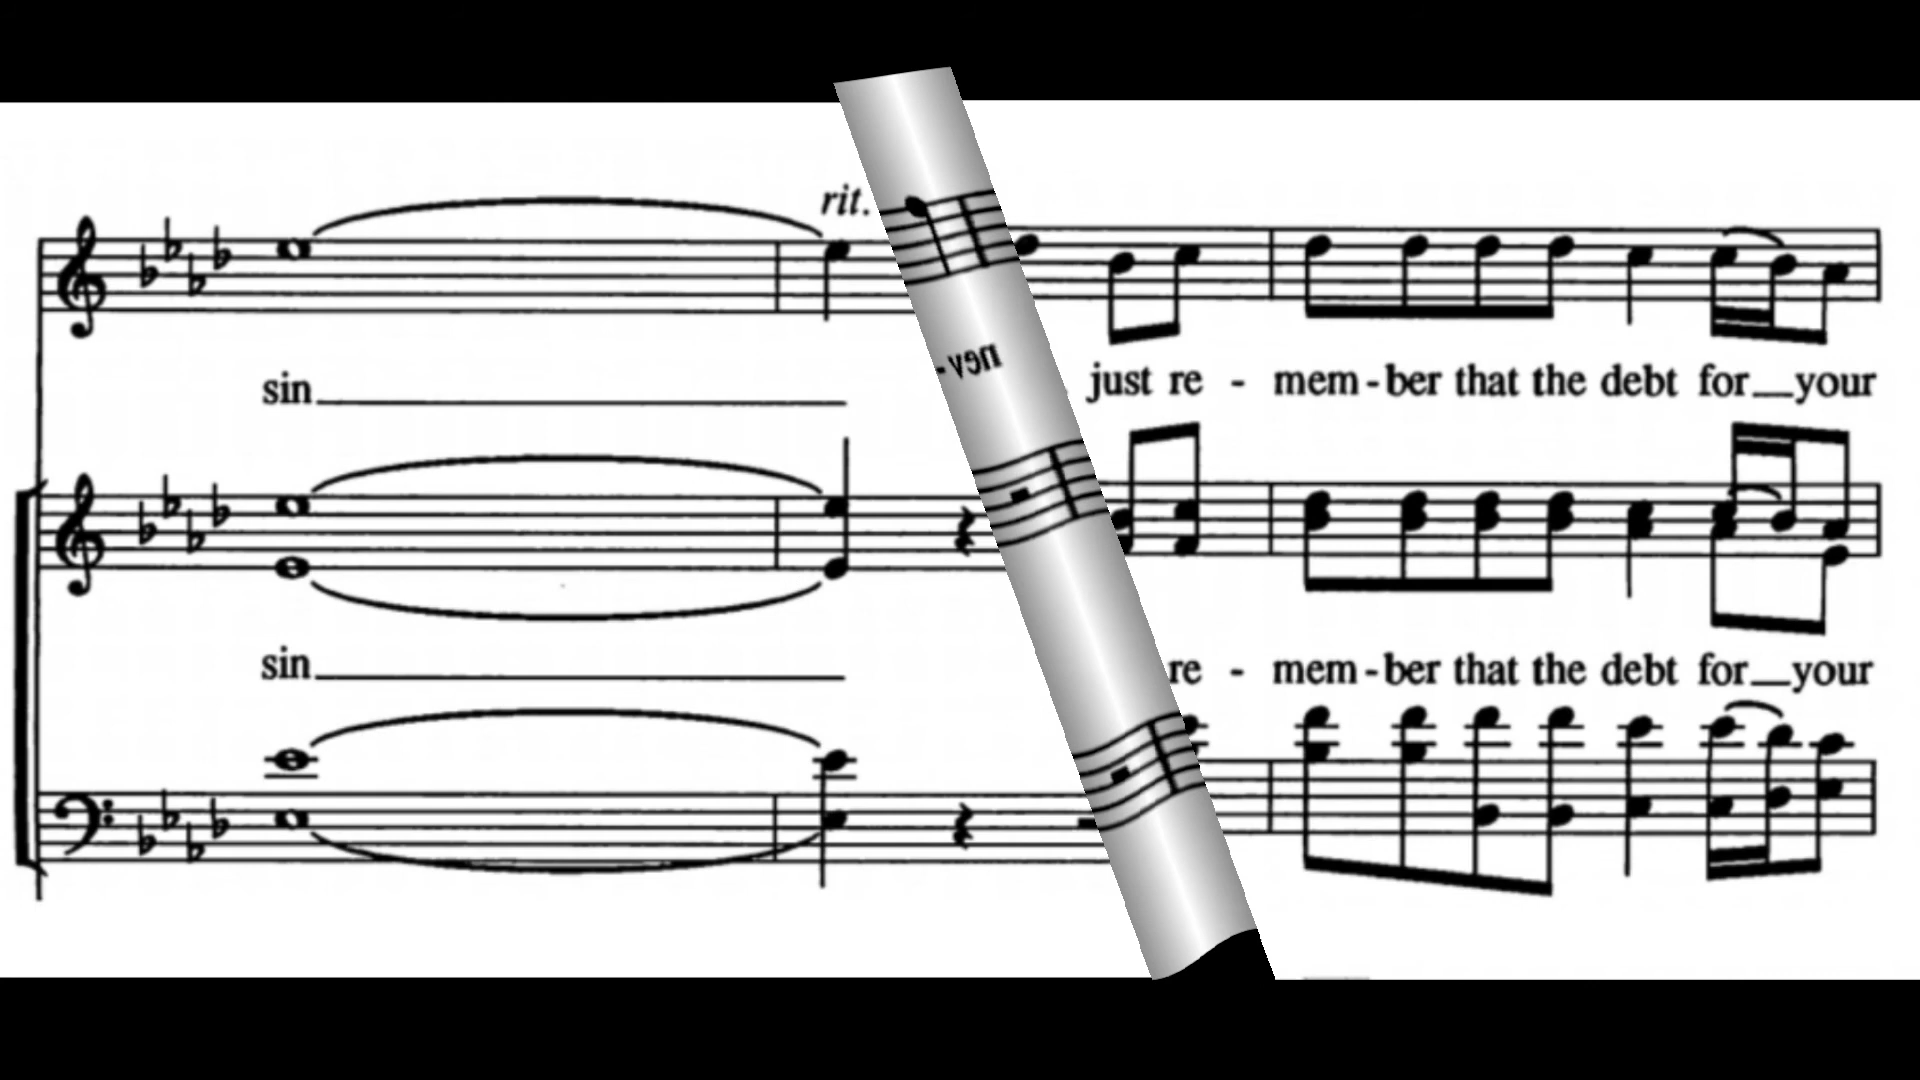 rit.
sin
just re - mem - ber that the debt for your
ney -
sin
re - mem - ber that the debt for your